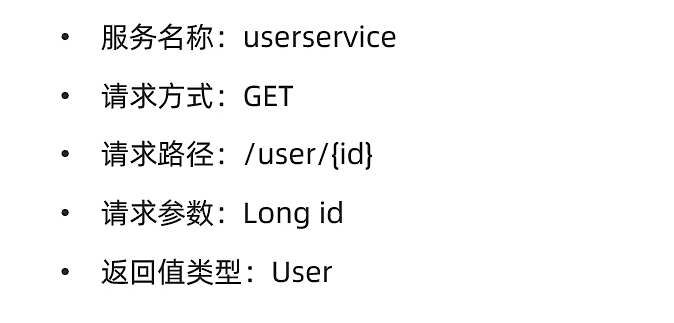 • 服务名称：userservice
• 请求方式：GET
• 请求路径：/user/{id}
• 请求参数：Long id
• 返回值类型：User